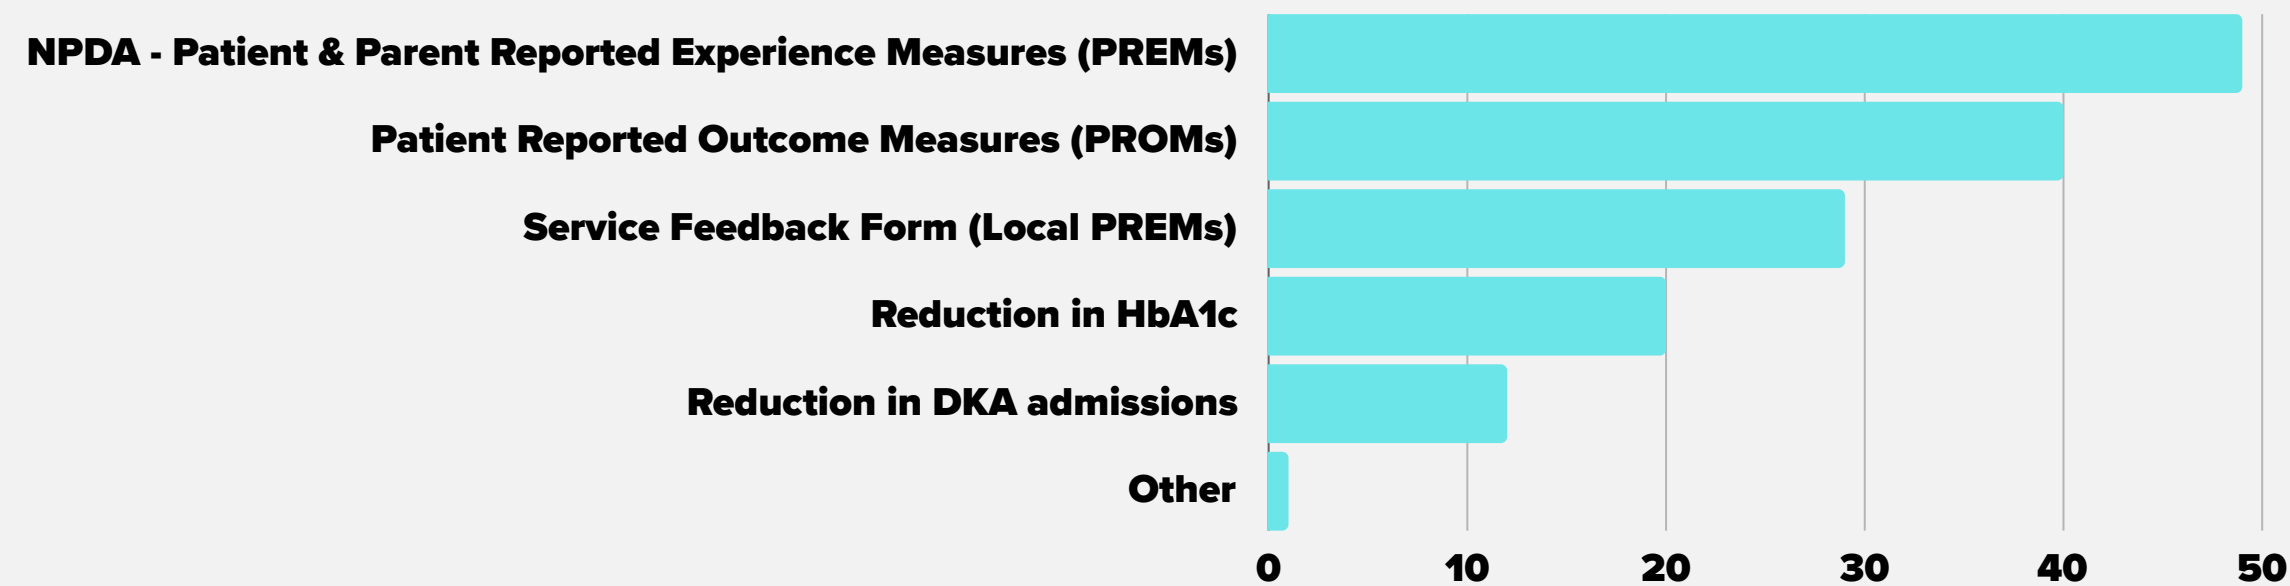 NPDA - Patient & Parent Reported Experience Measures (PREMs)
Patient Reported Outcome Measures (PROMs)
Service Feedback Form (Local PREMs)
Reduction in HbA1c
Reduction in DKA admissions
Other
0 10 20 30 40 50